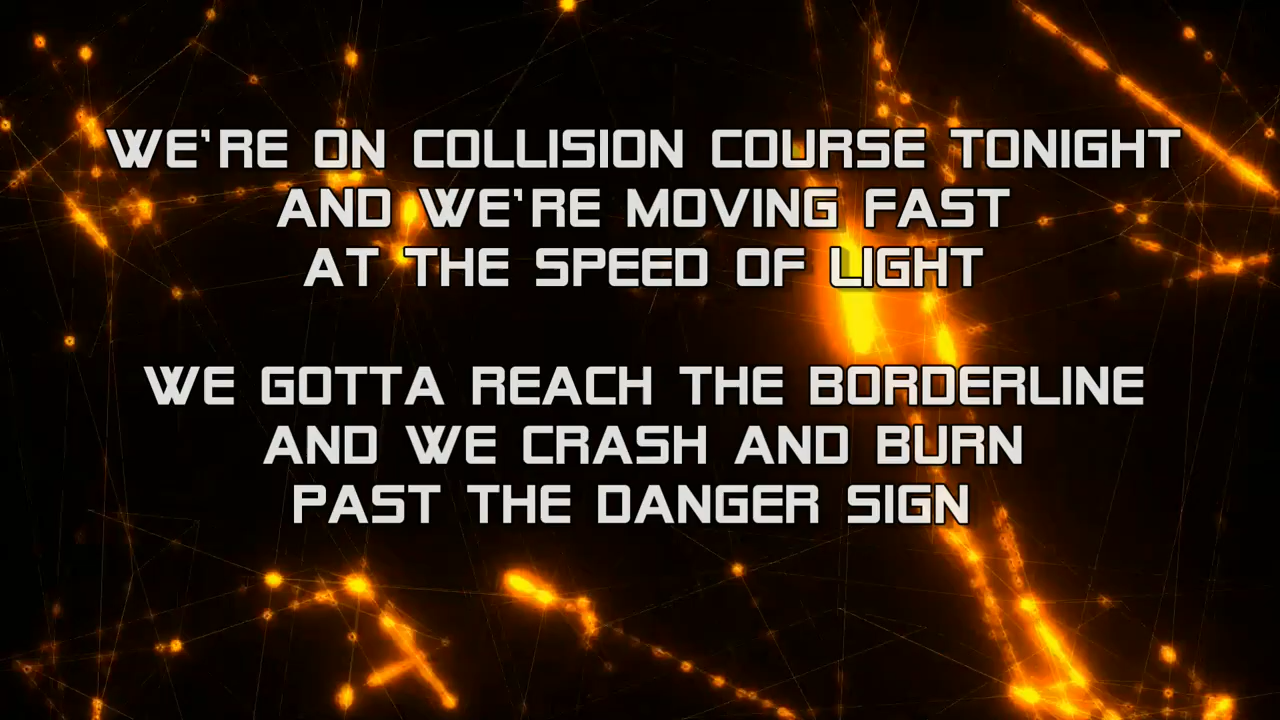 WE'RE ON COLLISION COURSE TONIGHT
AND WE'RE MOVING FAST
AT THE SPEED OF LIGHT
WE GOTTA REACH THE BORDERLINE
AND WE CRASH AND BURN
PAST THE DANGER SIGN